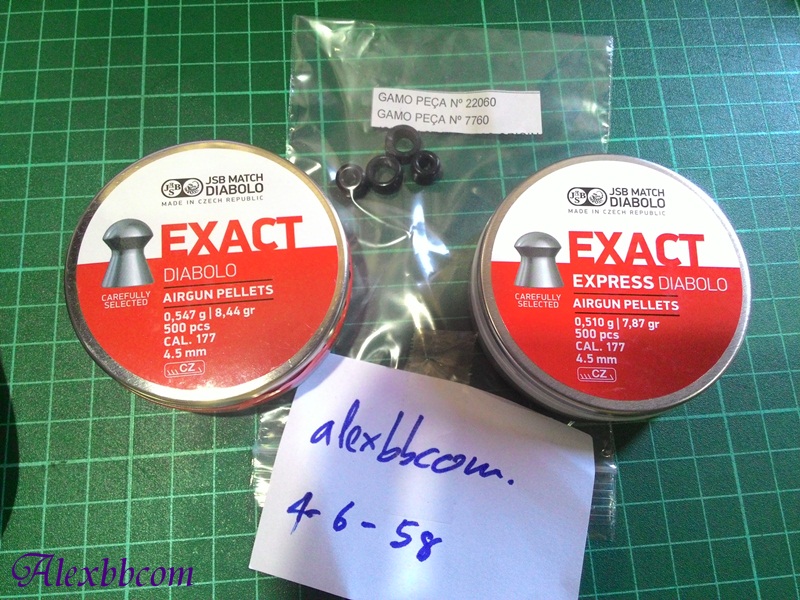 GAMO PEÇA Nº 22060
GAMO PEÇA Nº 7760
JSB
JSB MATCH
DIABOLO
MADE IN CZECH REPUBLIC
EXACT
DIABOLO
AIRGUN PELLETS
CAREFULLY
SELECTED
0,547 g | 8,44 gr
500 pcs
CAL. 177
4.5 mm
CZ
JSB
JSB MATCH
DIABOLO
MADE IN CZECH REPUBLIC
EXACT
EXPRESS DIABOLO
AIRGUN PELLETS
CAREFULLY
SELECTED
0,510 g | 7,87 gr
500 pcs
CAL. 177
4.5 mm
CZ
alexbbcom.
4-6-58
Alexbbcom